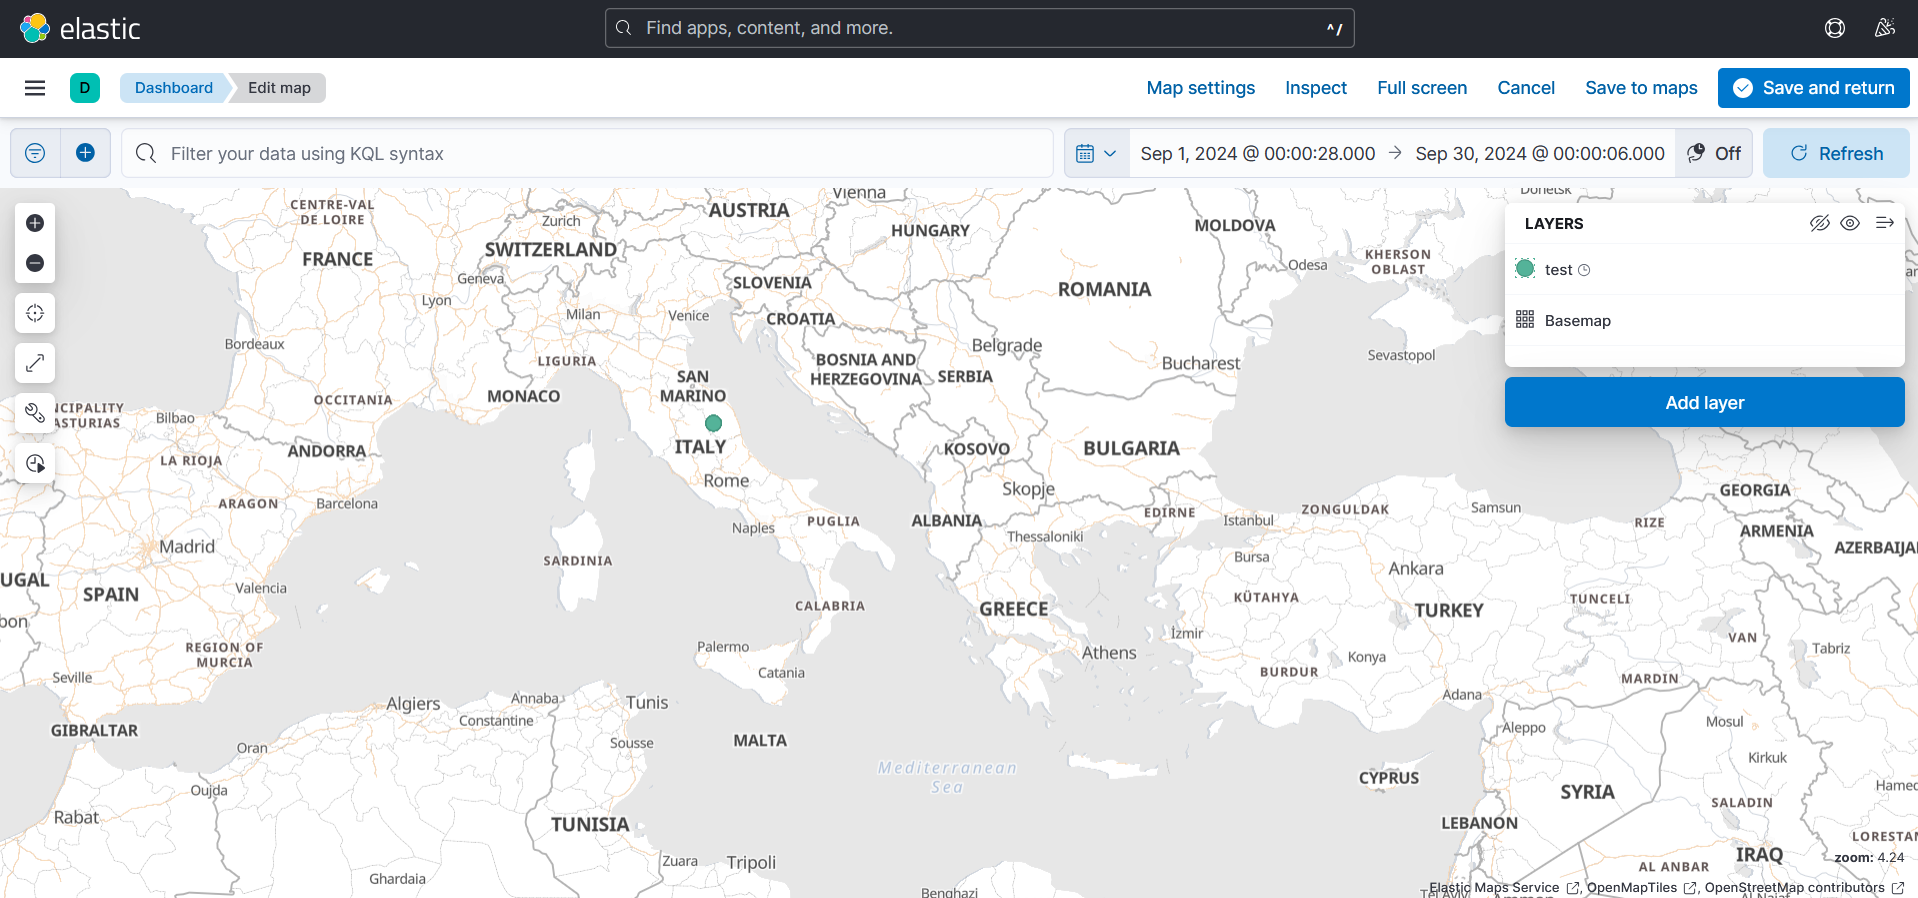 elastic
Find apps, content, and more.
^/
D
Dashboard
Edit map
Map settings
Inspect
Full screen
Cancel
Save to maps
Save and return
Filter your data using KQL syntax
Sep 1, 2024 @ 00:00:28.000
Sep 30, 2024 @ 00:00:06.000
Off
Refresh
LAYERS
test
Basemap
Add layer
Vienna
Donetsk
CENTRE-VAL
DE LOIRE
Zurich
AUSTRIA
HUNGARY
MOLDOVA
FRANCE
SWITZERLAND
KHERSON
OBLAST
Odesa
Geneva
SLOVENIA
ROMANIA
Lyon
Milan
Venice
CROATIA
Bordeaux
LIGURIA
BOSNIA AND
HERZEGOVINA
Belgrade
Bucharest
Sevastopol
SERBIA
SAN
MARINO
OCCITANIA
MONACO
NCIPALITY
ASTURIAS
Bilbao
ANDORRA
ITALY
KOSOVO
BULGARIA
LA RIOJA
Rome
Skopje
GEORGIA
ARAGON
Barcelona
Naples
PUGLIA
ALBANIA
Thessaloniki
EDIRNE
Istanbul
ZONGULDAK
Samsun
RIZE
ARMENIA
AZERBAIJA
Madrid
SARDINIA
Bursa
Ankara
UGAL
SPAIN
Valencia
CALABRIA
GREECE
KÜTAHYA
TURKEY
TUNCELI
bon
REGION OF
MURCIA
Palermo
Athens
İzmir
VAN
Tabriz
Seville
Catania
BURDUR
Konya
MARDIN
Algiers
Annaba
Constantine
Tunis
Adana
GIBRALTAR
Oran
Sousse
MALTA
Aleppo
Mosul
Mediterranean
Sea
Kirkuk
CYPRUS
Oujda
SYRIA
Hamed
SALADIN
Rabat
TUNISIA
LEBANON
LORESTAN
Zuara
Tripoli
AL ANBAR
IRAQ
zoom: 4.24
Ghardaia
Benghazi
Elastic Maps Service , OpenMapTiles , OpenStreetMap contributors